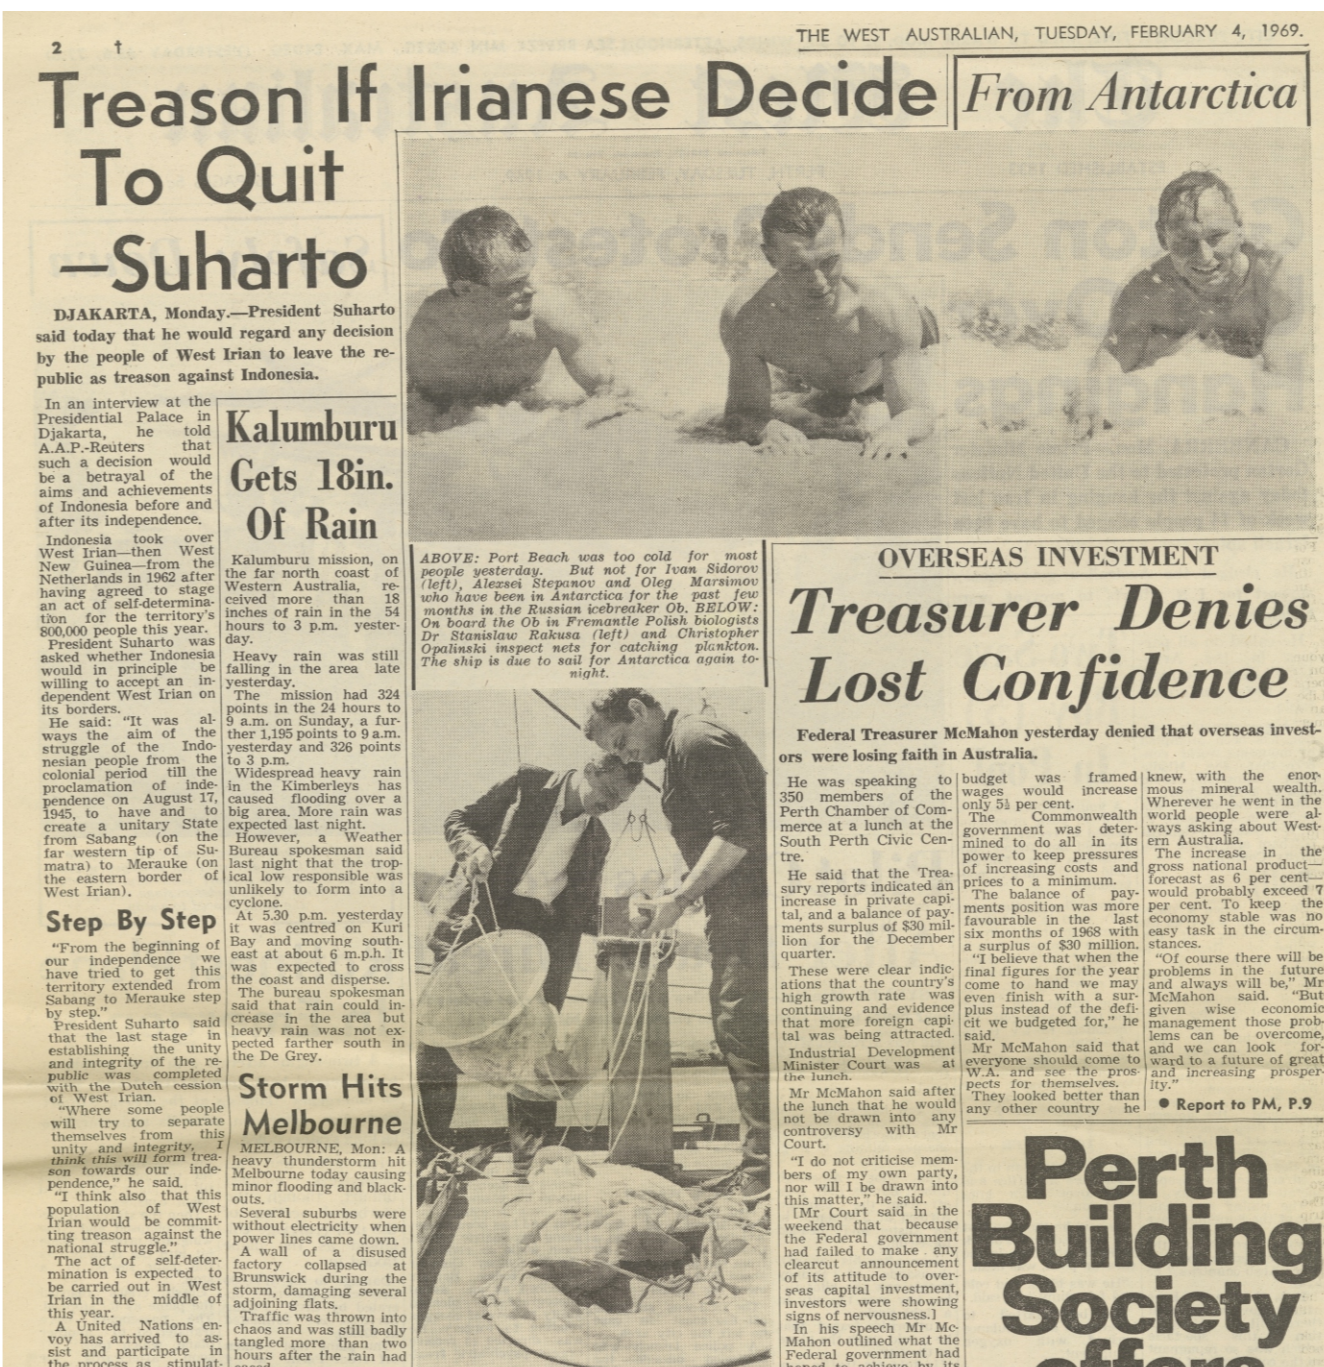 2 †
THE WEST AUSTRALIAN, TUESDAY, FEBRUARY 4, 1969.
Treason If Irianese Decide
To Quit
—Suharto
DJAKARTA, Monday.—President Suharto
said today that he would regard any decision
by the people of West Irian to leave the re-
public as treason against Indonesia.
In an interview at the
Presidential Palace in
Djakarta, he told
A.A.P.-Reuters that
such a decision would
be a betrayal of the
aims and achievements
of Indonesia before and
after its independence.
Indonesia took over
West Irian—then West
New Guinea—from the
Netherlands in 1962 after
having agreed to stage
an act of self-determina-
tion for the territory's
800,000 people this year.
President Suharto was
asked whether Indonesia
would in principle be
willing to accept an in-
dependent West Irian on
its borders.
He said: "It was al-
ways the aim of the
struggle of the Indo-
nesian people from the
colonial period till the
proclamation of inde-
pendence on August 17,
1945, to have and to
create a unitary State
from Sabang (on the
far western tip of Su-
matra) to Merauke (on
the eastern border of
West Irian).
Step By Step
"From the beginning of
our independence we
have tried to get this
territory extended from
Sabang to Merauke step
by step."
President Suharto said
that the last stage in
establishing the unity
and integrity of the re-
public was completed
with the Dutch cession
of West Irian.
"Where some people
will try to separate
themselves from this
unity and integrity, I
think this will form trea-
son towards our inde-
pendence," he said.
"I think also that this
population of West
Irian would be commit-
ting treason against the
national struggle."
The act of self-deter-
mination is expected to
be carried out in West
Irian in the middle of
this year.
A United Nations en-
voy has arrived to as-
sist and participate in
the process as stipulat-
Kalumburu
Gets 18in.
Of Rain
Kalumburu mission, on
the far north coast of
Western Australia, re-
ceived more than 18
inches of rain in the 54
hours to 3 p.m. yester-
day.
Heavy rain was still
falling in the area late
yesterday.
The mission had 324
points in the 24 hours to
9 a.m. on Sunday, a fur-
ther 1,195 points to 9 a.m.
yesterday and 326 points
to 3 p.m.
Widespread heavy rain
in the Kimberleys has
caused flooding over a
big area. More rain was
expected last night.
However, a Weather
Bureau spokesman said
last night that the trop-
ical low responsible was
unlikely to form into a
cyclone.
At 5.30 p.m. yesterday
it was centred on Kuri
Bay and moving south-
east at about 6 m.p.h. It
was expected to cross
the coast and disperse.
The bureau spokesman
said that rain could in-
crease in the area but
heavy rain was not ex-
pected farther south in
the De Grey.
Storm Hits
Melbourne
MELBOURNE, Mon: A
heavy thunderstorm hit
Melbourne today causing
minor flooding and black-
outs.
Several suburbs were
without electricity when
power lines came down.
A wall of a disused
factory collapsed at
Brunswick during the
storm, damaging several
adjoining flats.
Traffic was thrown into
chaos and was still badly
tangled more than two
hours after the rain had
From Antarctica
ABOVE: Port Beach was too cold for most
people yesterday. But not for Ivan Sidorov
(left), Alexsei Stepanov and Oleg Marsimov
who have been in Antarctica for the past few
months in the Russian icebreaker Ob. BELOW:
On board the Ob in Fremantle Polish biologists
Dr Stanislaw Rakusa (left) and Christopher
Opalinski inspect nets for catching plankton.
The ship is due to sail for Antarctica again to-
night.
OVERSEAS INVESTMENT
Treasurer Denies
Lost Confidence
Federal Treasurer McMahon yesterday denied that overseas invest-
ors were losing faith in Australia.
He was speaking to
350 members of the
Perth Chamber of Com-
merce at a lunch at the
South Perth Civic Cen-
tre.
He said that the Trea-
sury reports indicated an
increase in private capi-
tal, and a balance of pay-
ments surplus of $30 mil-
lion for the December
quarter.
These were clear indic-
ations that the country's
high growth rate was
continuing and evidence
that more foreign capi-
tal was being attracted.
Industrial Development
Minister Court was at
the lunch.
Mr McMahon said after
the lunch that he would
not be drawn into any
controversy with Mr
Court.
"I do not criticise mem-
bers of my own party,
nor will I be drawn into
this matter," he said.
[Mr Court said in the
weekend that because
the Federal government
had failed to make any
clearcut announcement
of its attitude to over-
seas capital investment,
investors were showing
signs of nervousness.]
In his speech Mr Mc-
Mahon outlined what the
Federal government had
hoped to achieve by its
budget was framed
wages would increase
only 5½ per cent.
The Commonwealth
government was deter-
mined to do all in its
power to keep pressures
of increasing costs and
prices to a minimum.
The balance of pay-
ments position was more
favourable in the last
six months of 1968 with
a surplus of $30 million.
"I believe that when the
final figures for the year
come to hand we may
even finish with a sur-
plus instead of the defi-
cit we budgeted for," he
said.
Mr McMahon said that
everyone should come to
W.A. and see the pros-
pects for themselves.
They looked better than
any other country he
knew, with the enor-
mous mineral wealth.
Wherever he went in the
world people were al-
ways asking about West-
ern Australia.
The increase in the
gross national product—
forecast as 6 per cent—
would probably exceed 7
per cent. To keep the
economy stable was no
easy task in the circum-
stances.
"Of course there will be
problems in the future
and always will be," Mr
McMahon said. "But
given wise economic
management those prob-
lems can be overcome,
and we can look for-
ward to a future of great
and increasing prosper-
ity."
● Report to PM, P.9
Perth
Building
Society
offers